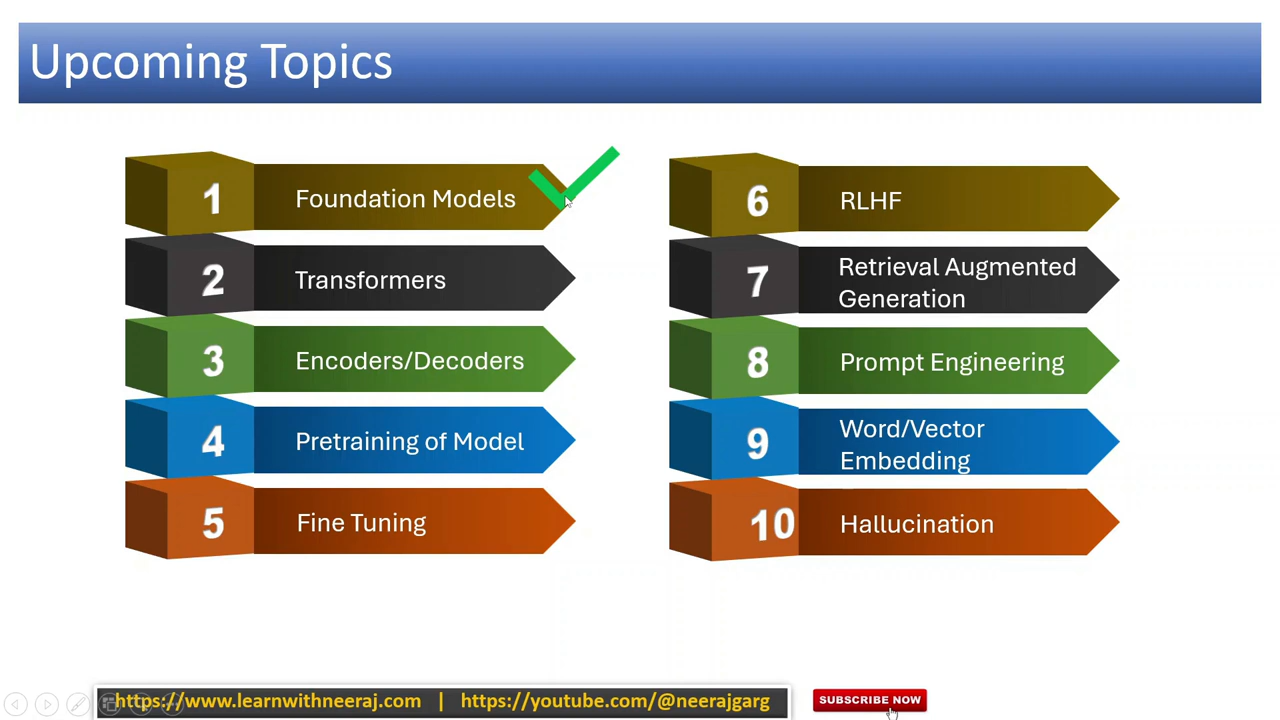 Upcoming Topics
1
Foundation Models
2
Transformers
3
Encoders/Decoders
4
Pretraining of Model
5
Fine Tuning
6
RLHF
7
Retrieval Augmented
Generation
8
Prompt Engineering
9
Word/Vector
Embedding
10
Hallucination
https://www.learnwithneeraj.com | https://youtube.com/@neerajgarg
SUBSCRIBE NOW